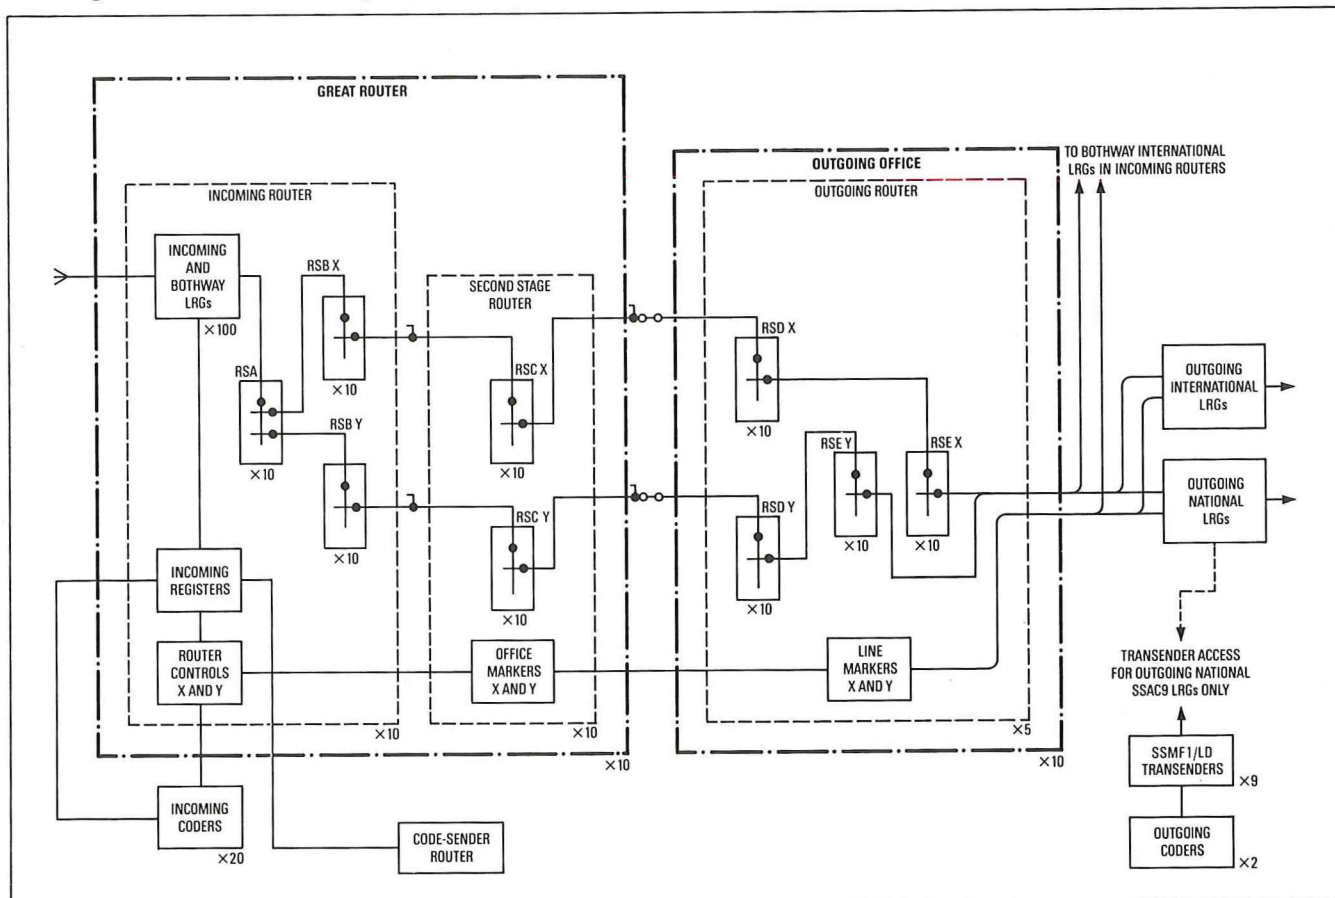 GREAT ROUTER
INCOMING ROUTER
INCOMING
AND
BOTHWAY
LRGs
×100
RSA
×10
RSB X
×10
RSB Y
×10
INCOMING
REGISTERS
ROUTER
CONTROLS
X AND Y
×10
SECOND STAGE
ROUTER
RSC X
×10
RSC Y
×10
OFFICE
MARKERS
X AND Y
×10
×10
INCOMING
CODERS
×20
CODE-SENDER
ROUTER
OUTGOING OFFICE
OUTGOING ROUTER
RSD X
×10
RSE Y
×10
RSE X
×10
RSD Y
×10
LINE
MARKERS
X AND Y
×5
×10
TO BOTHWAY INTERNATIONAL
LRGs IN INCOMING ROUTERS
OUTGOING
INTERNATIONAL
LRGs
OUTGOING
NATIONAL
LRGs
TRANSENDER ACCESS
FOR OUTGOING NATIONAL
SSAC9 LRGs ONLY
SSMF1/LD
TRANSENDERS
×9
OUTGOING
CODERS
×2